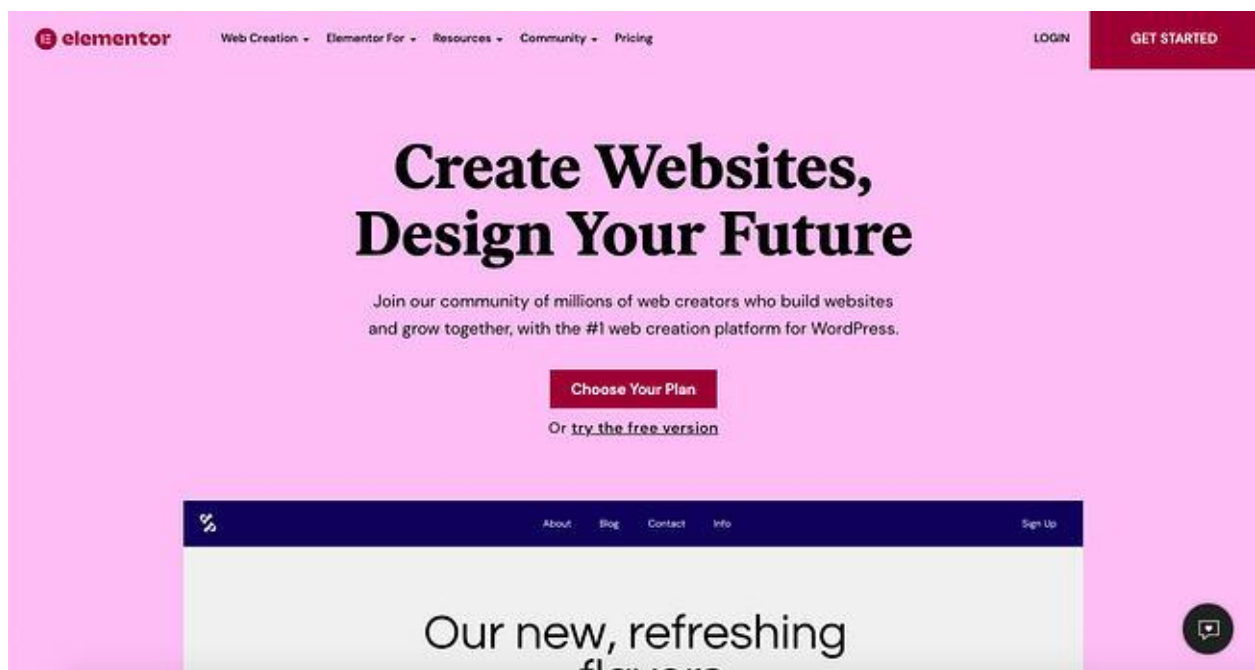 elementor
Web Creation Elementor For Resources Community Pricing
LOGIN
GET STARTED
Create Websites,
Design Your Future
Join our community of millions of web creators who build websites
and grow together, with the #1 web creation platform for WordPress.
Choose Your Plan
Or try the free version
About Blog Contact Info
Sign Up
Our new, refreshing
flavors